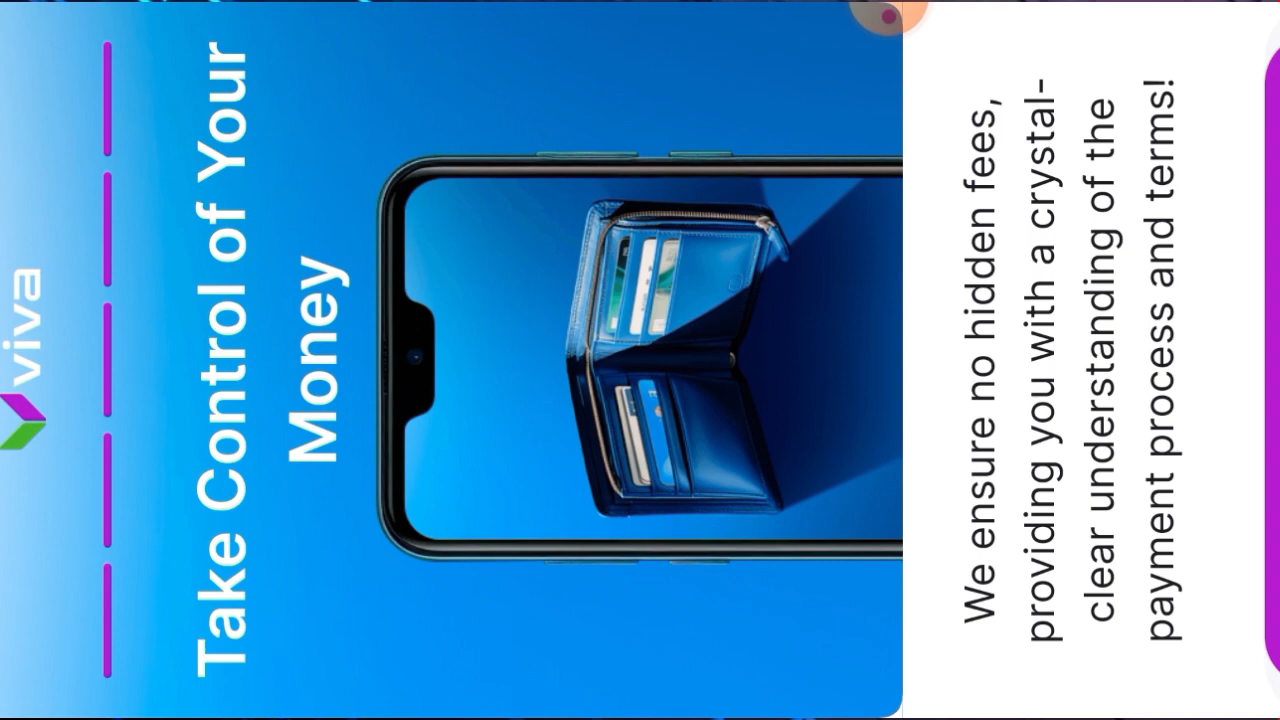 viva
Take Control of Your
Money
We ensure no hidden fees,
providing you with a crystal-
clear understanding of the
payment process and terms!